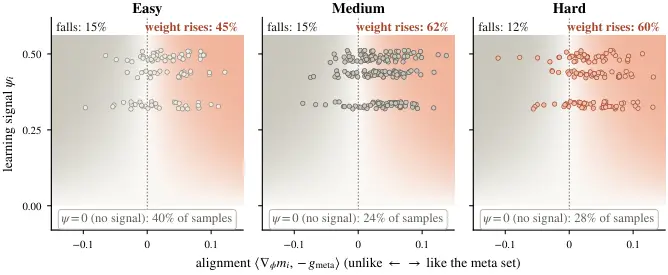 Easy
Medium
Hard
falls: 15% weight rises: 45%
falls: 15% weight rises: 62%
falls: 12% weight rises: 60%
learning signal ψi
0.50
0.25
0.00
ψ = 0 (no signal): 40% of samples
ψ = 0 (no signal): 24% of samples
ψ = 0 (no signal): 28% of samples
−0.1 0 0.1
−0.1 0 0.1
−0.1 0 0.1
alignment ⟨∇ϕmi, −gmeta⟩ (unlike ← → like the meta set)